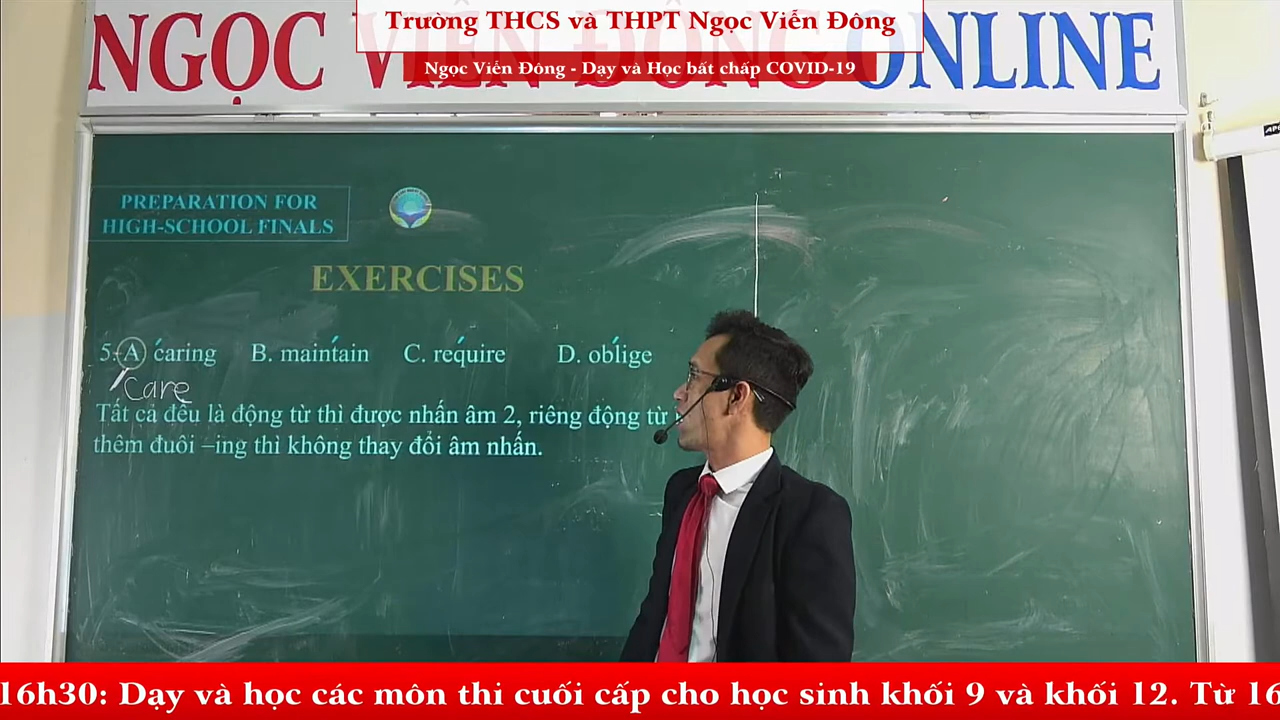 Trường THCS và THPT Ngọc Viễn Đông
NGỌC VIỄN ĐÔNG ONLINE
Ngọc Viễn Đông - Dạy và Học bất chấp COVID-19
PREPARATION FOR
HIGH-SCHOOL FINALS
EXERCISES
5. A caring B. maintain C. require D. oblige
care
Tất cả đều là động từ thì được nhấn âm 2, riêng động từ
thêm đuôi –ing thì không thay đổi âm nhấn.
16h30: Dạy và học các môn thi cuối cấp cho học sinh khối 9 và khối 12. Từ 16